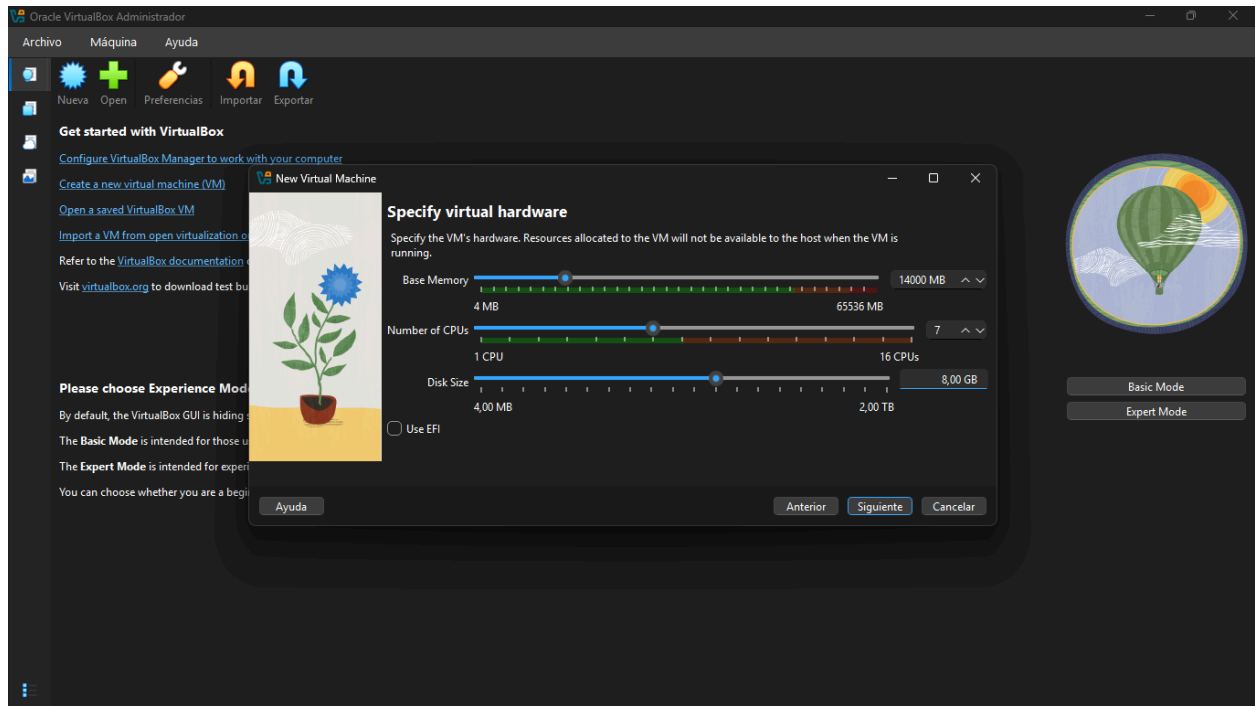 Oracle VirtualBox Administrador
Archivo Máquina Ayuda
Nueva Open Preferencias Importar Exportar
Get started with VirtualBox
Configure VirtualBox Manager to work with your computer
Create a new virtual machine (VM)
Open a saved VirtualBox VM
Import a VM from open virtualization
Refer to the VirtualBox documentation
Visit virtualbox.org to download test
Please choose Experience
By default, the VirtualBox GUI is hiding
The Basic Mode is intended for those
The Expert Mode is intended for
You can choose whether you are a
Basic Mode
Expert Mode
New Virtual Machine
Specify virtual hardware
Specify the VM's hardware. Resources allocated to the VM will not be available to the host when the VM is
running.
Base Memory 14000 MB
4 MB 65536 MB
Number of CPUs 7
1 CPU 16 CPUs
Disk Size 8,00 GB
4,00 MB 2,00 TB
Use EFI
Ayuda Anterior Siguiente Cancelar